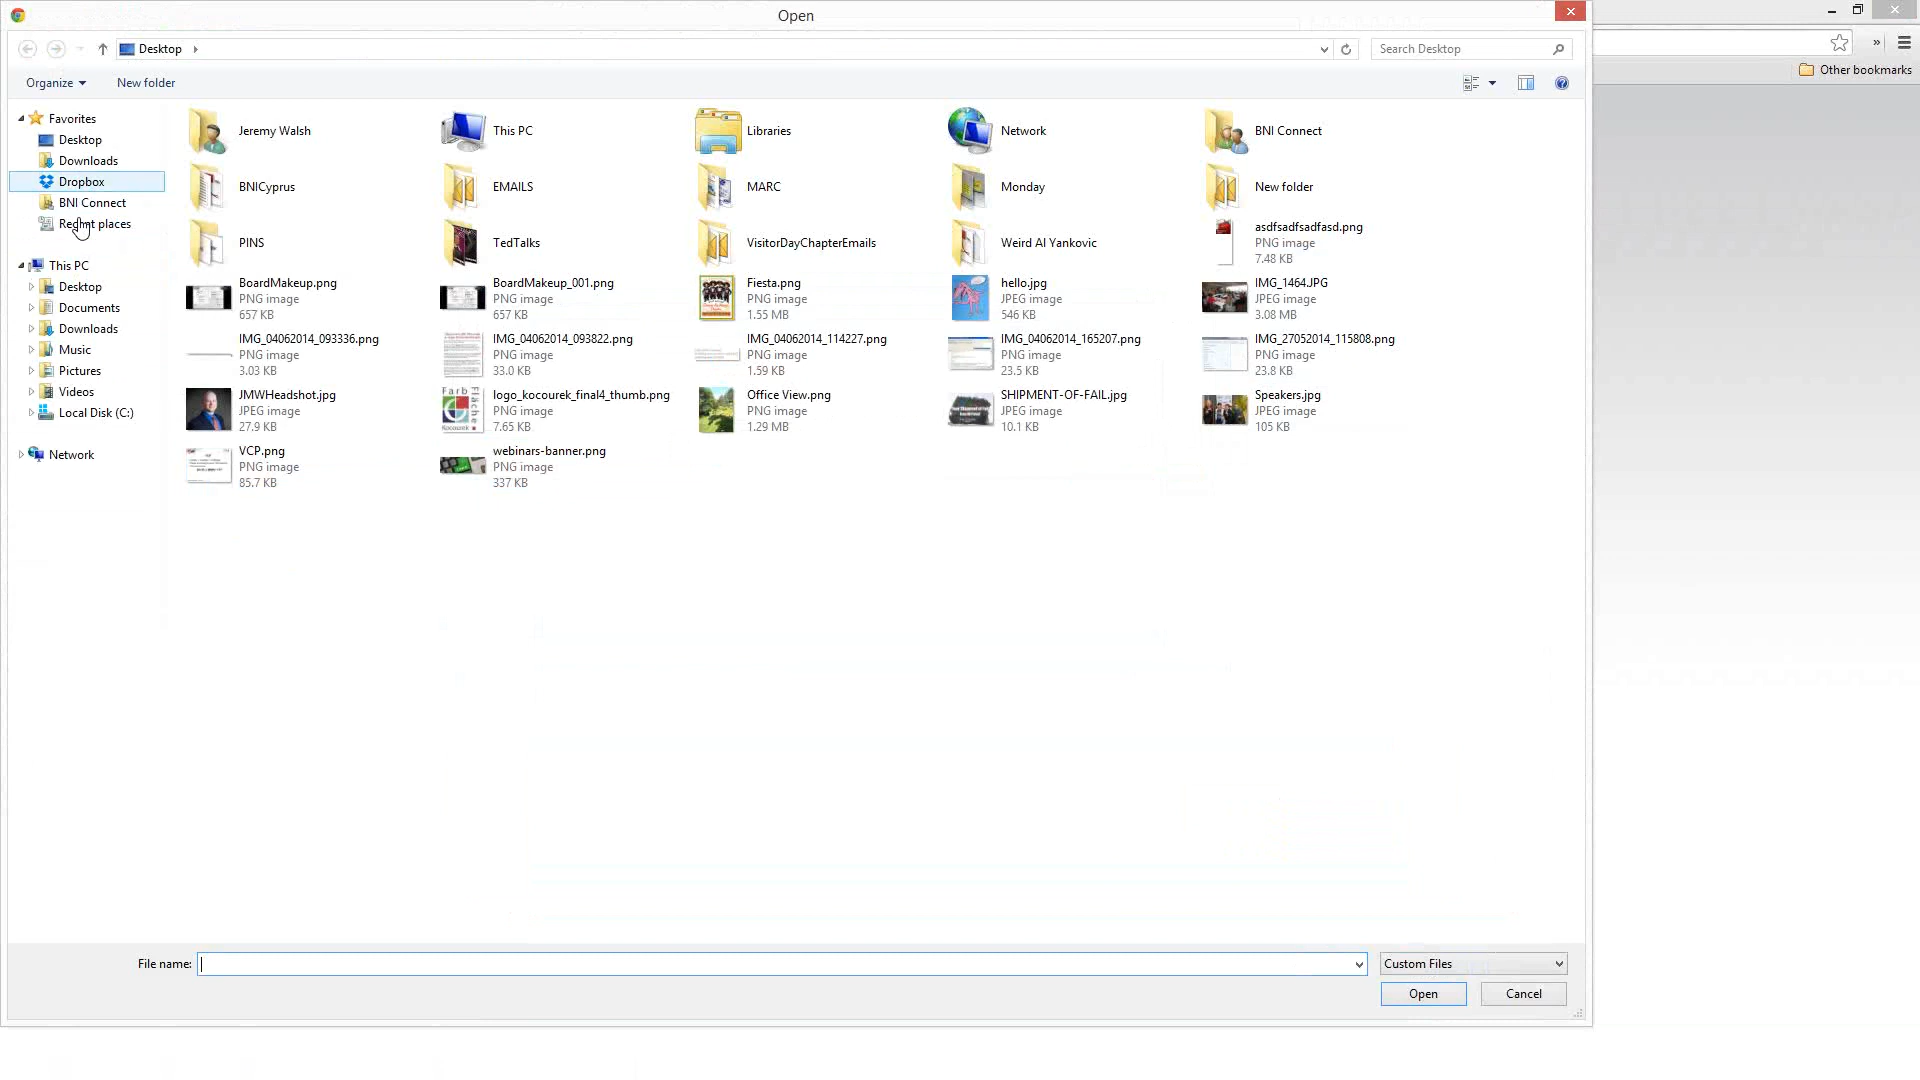 Open
Desktop
Search Desktop
Other bookmarks
Organize
New folder
Favorites
Desktop
Downloads
Dropbox
BNI Connect
Recent places
This PC
Desktop
Documents
Downloads
Music
Pictures
Videos
Local Disk (C:)
Network
Jeremy Walsh
This PC
Libraries
Network
BNI Connect
BNICyprus
EMAILS
MARC
Monday
New folder
PINS
TedTalks
VisitorDayChapterEmails
Weird Al Yankovic
asdfsadfsadfasd.png
PNG image
7.48 KB
BoardMakeup.png
PNG image
657 KB
BoardMakeup_001.png
PNG image
657 KB
Fiesta.png
PNG image
1.55 MB
hello.jpg
JPEG image
546 KB
IMG_1464.JPG
JPEG image
3.08 MB
IMG_04062014_093336.png
PNG image
3.03 KB
IMG_04062014_093822.png
PNG image
33.0 KB
IMG_04062014_114227.png
PNG image
1.59 KB
IMG_04062014_165207.png
PNG image
23.5 KB
IMG_27052014_115808.png
PNG image
23.8 KB
JMWHeadshot.jpg
JPEG image
27.9 KB
logo_kocourek_final4_thumb.png
PNG image
7.65 KB
Office View.png
PNG image
1.29 MB
SHIPMENT-OF-FAIL.jpg
JPEG image
10.1 KB
Speakers.jpg
JPEG image
105 KB
VCP.png
PNG image
85.7 KB
webinars-banner.png
PNG image
337 KB
File name:
Custom Files
Open
Cancel